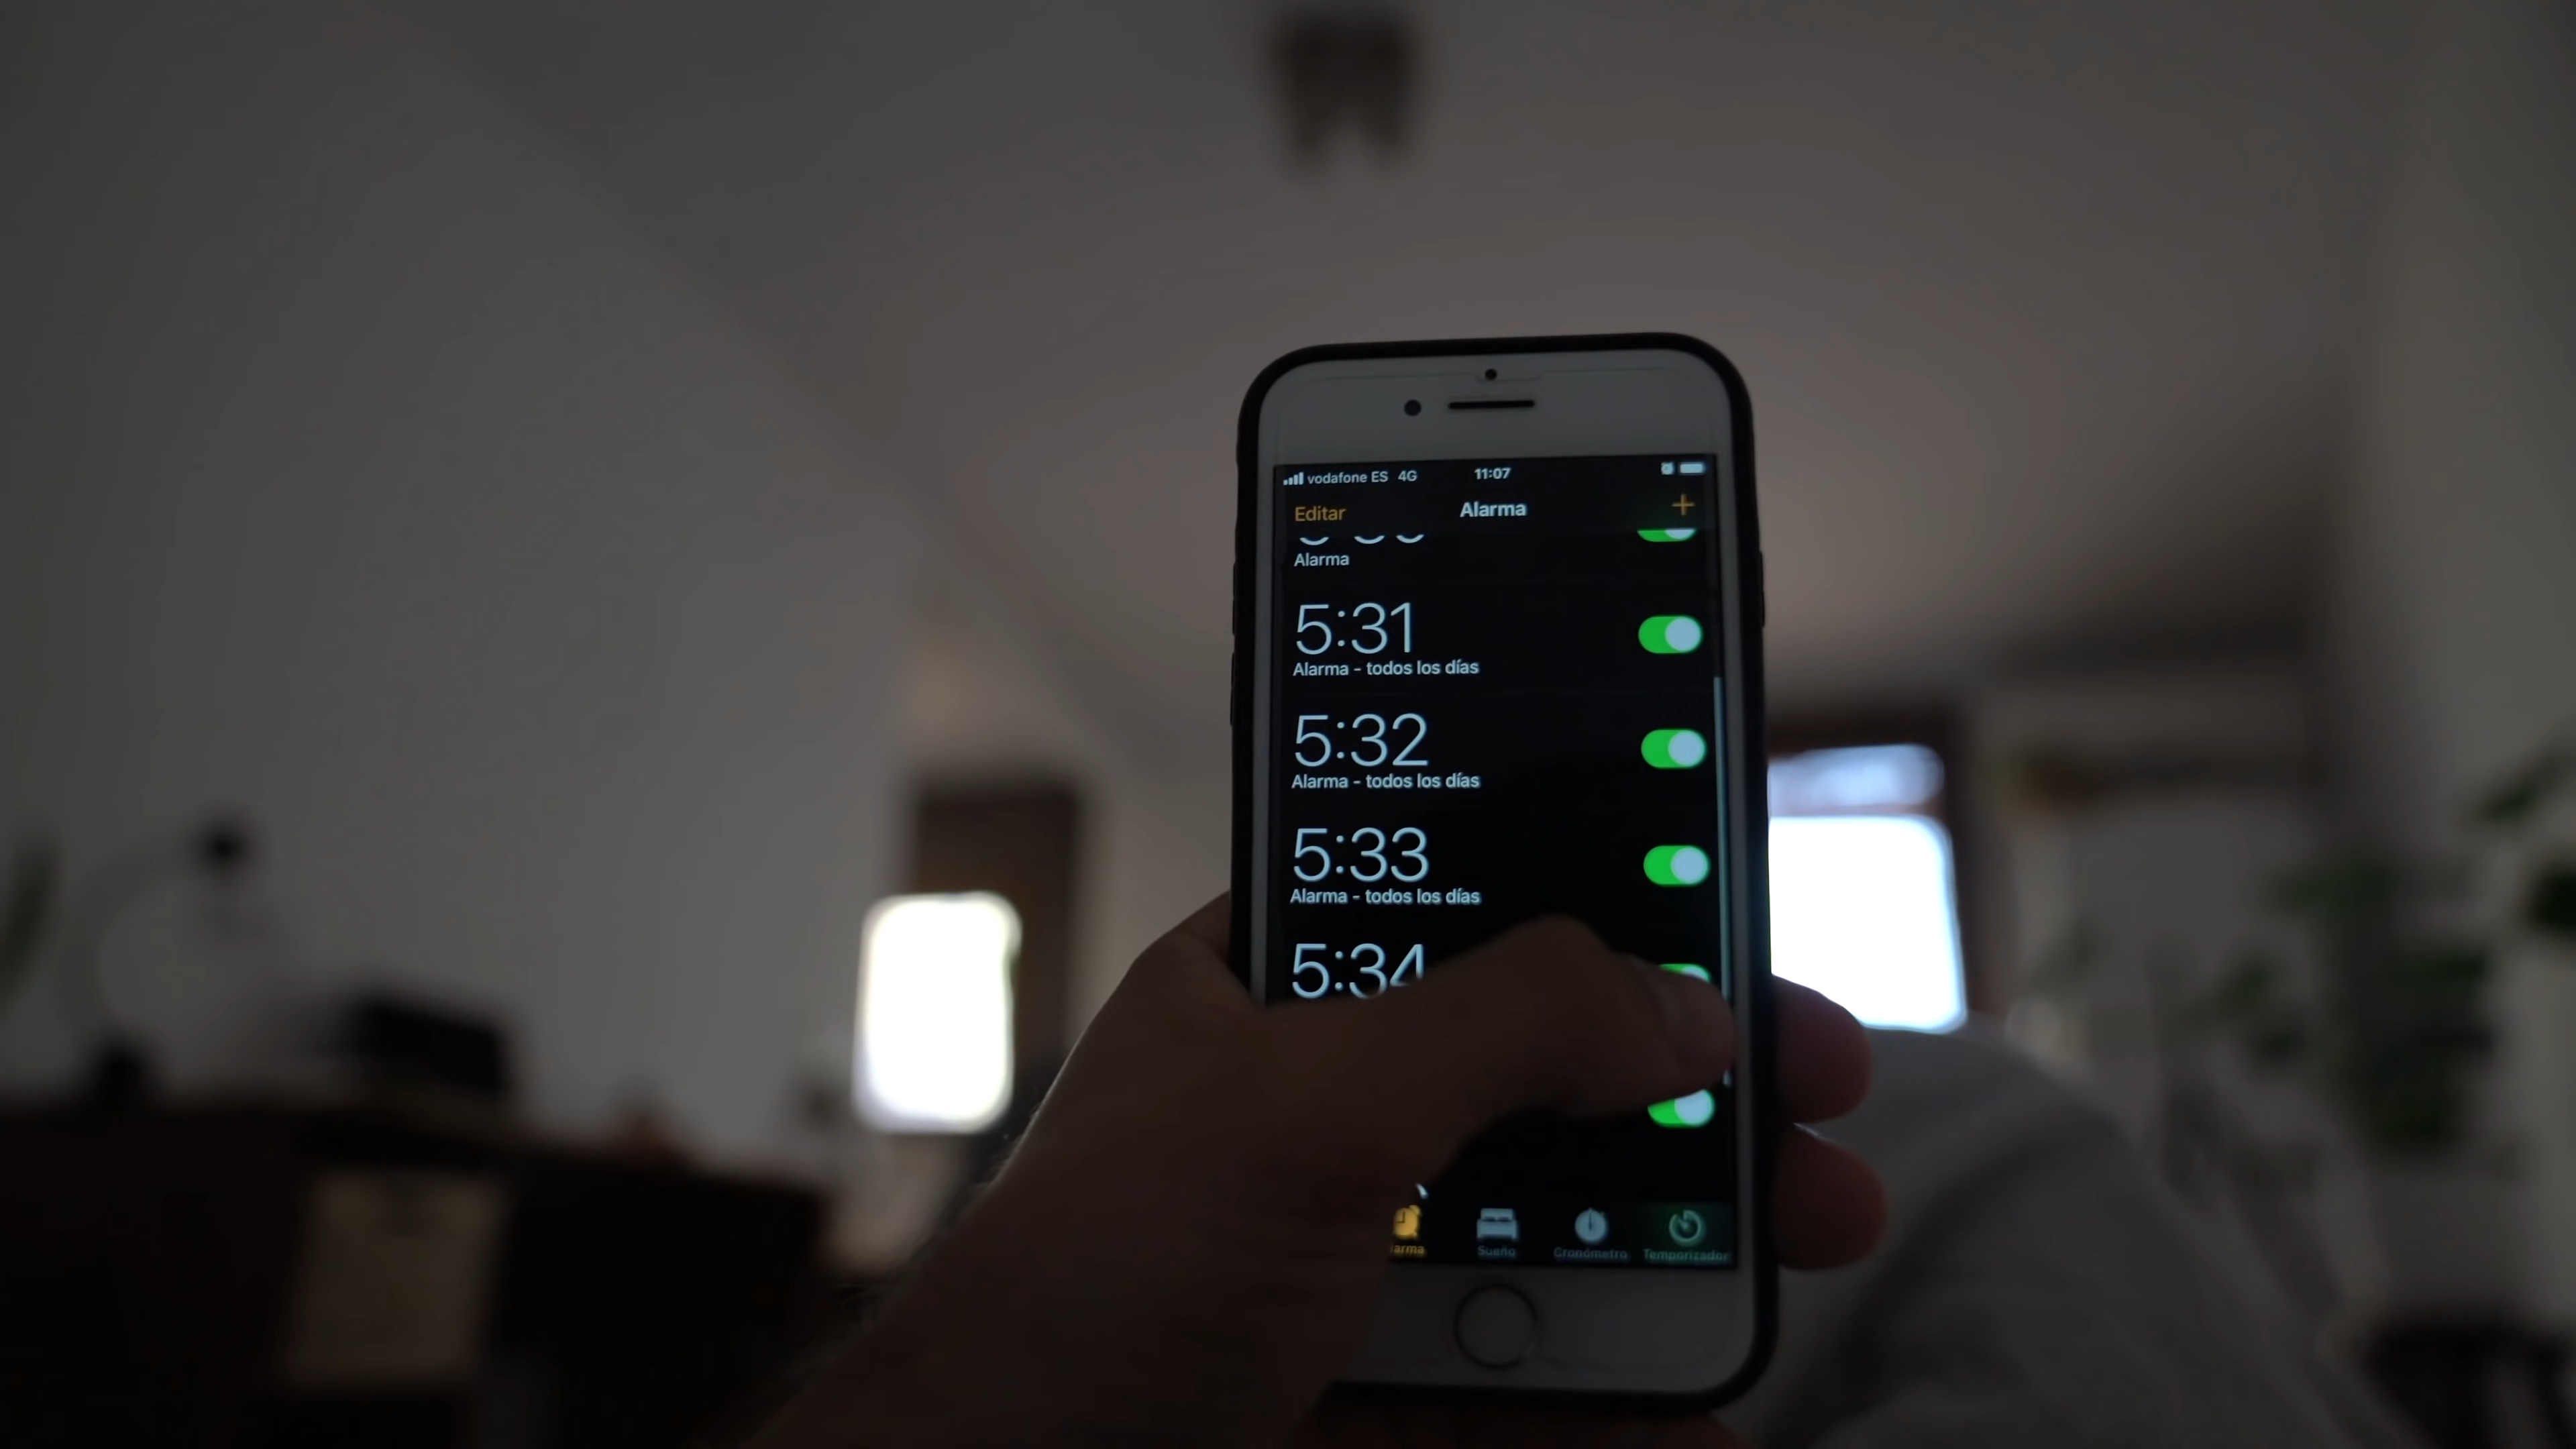 vodafone ES 4G 11:07
Editar Alarma +
Alarma
5:31
Alarma - todos los días
5:32
Alarma - todos los días
5:33
Alarma - todos los días
5:34
arma Sueño Cronómetro Temporizador